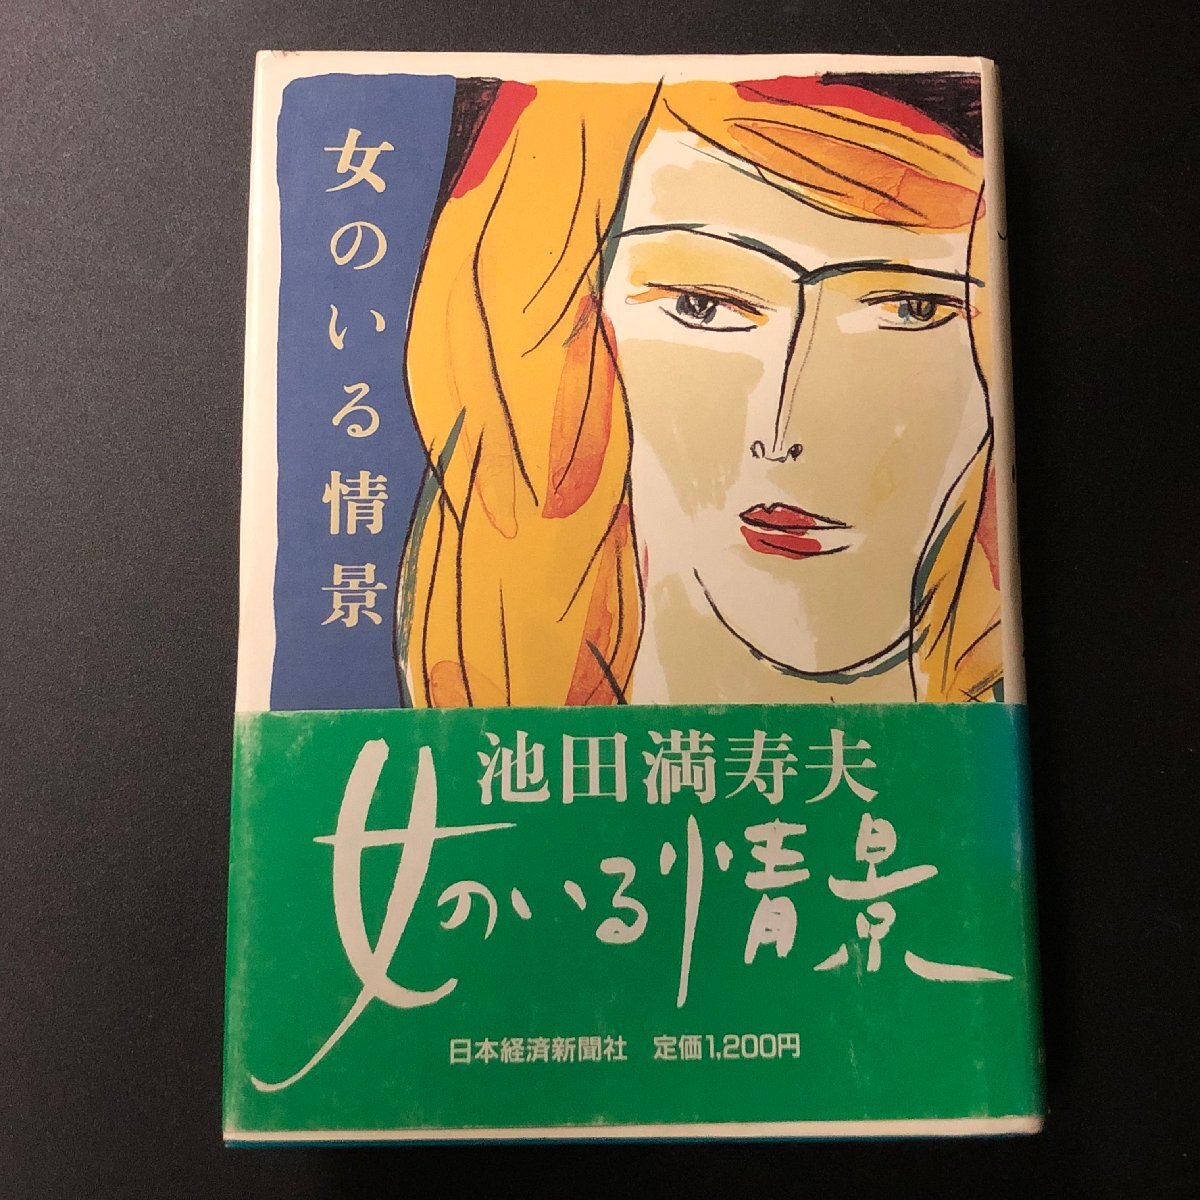 女のいる情景
池田満寿夫
女のいる情景
日本経済新聞社 定価1,200円